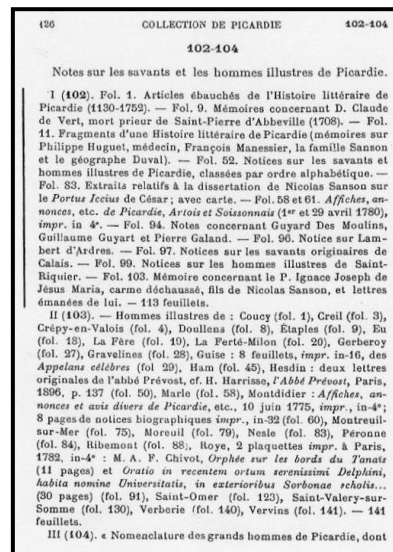 426 COLLECTION DE PICARDIE 102-104
102-104
Notes sur les savants et les hommes illustres de Picardie.
I (102). Fol. 1. Articles ébauchés de l'Histoire littéraire de
Picardie (1130-1752). — Fol. 9. Mémoires concernant D. Claude
de Vert, mort prieur de Saint-Pierre d'Abbeville (1708). — Fol.
11. Fragments d'une Histoire littéraire de Picardie (mémoires sur
Philippe Huguet, médecin, François Manessier, la famille Sanson
et le géographe Duval). — Fol. 52. Notices sur les savants et
hommes illustres de Picardie, classées par ordre alphabétique. —
Fol. 83. Extraits relatifs à la dissertation de Nicolas Sanson sur
le Portus Iccius de César; avec carte. — Fol. 58 et 61. Affiches, an-
nonces, etc. de Picardie, Artois et Soissonnais (1er et 29 avril 1780),
impr. in 4°. — Fol. 94. Notes concernant Guyard Des Moulins,
Guillaume Guyart et Pierre Galand. — Fol. 96. Notice sur Lam-
bert d'Ardres. — Fol. 97. Notices sur les savants originaires de
Calais. — Fol. 99. Notices sur les hommes illustres de Saint-
Riquier. — Fol. 103. Mémoire concernant le P. Ignace Joseph de
Jésus Maria, carme déchaussé, fils de Nicolas Sanson, et lettres
émanées de lui. — 113 feuillets.
II (103). — Hommes illustres de : Coucy (fol. 1), Creil (fol. 3),
Crépy-en-Valois (fol. 4), Doullens (fol. 8), Étaples (fol. 9), Eu
(fol. 18), La Fère (fol. 19), La Ferté-Milon (fol. 20), Gerberoy
(fol. 27), Gravelines (fol. 28), Guise : 8 feuillets, impr. in-16, des
Appelans célèbres (fol 29), Ham (fol. 45), Hesdin : deux lettres
originales de l'abbé Prévost, cf. H. Harrisse, l'Abbé Prévost, Paris,
1896, p. 137 (fol. 50), Marle (fol. 58), Montdidier : Affiches, an-
nonces et avis divers de Picardie, etc., 10 juin 1775, impr., in-4°;
8 pages de notices biographiques impr., in-32 (fol. 60), Montreuil-
sur-Mer (fol. 75), Moreuil (fol. 79), Nesle (fol. 83), Péronne
(fol. 84), Ribemont (fol. 88), Roye, 2 plaquettes impr. à Paris,
1782, in-4° : M. A. F. Chivot, Orphée sur les bords du Tanais
(11 pages) et Oratio in recentem ortum serenissimi Delphini,
habita nomine Universitatis, in exterioribus Sorbonae scholis...
(30 pages) (fol. 91), Saint-Omer (fol. 123), Saint-Valery-sur-
Somme (fol. 130), Verberie (fol. 140), Vervins (fol. 141). — 141
feuillets.
III (104). « Nomenclature des grands hommes de Picardie, dont